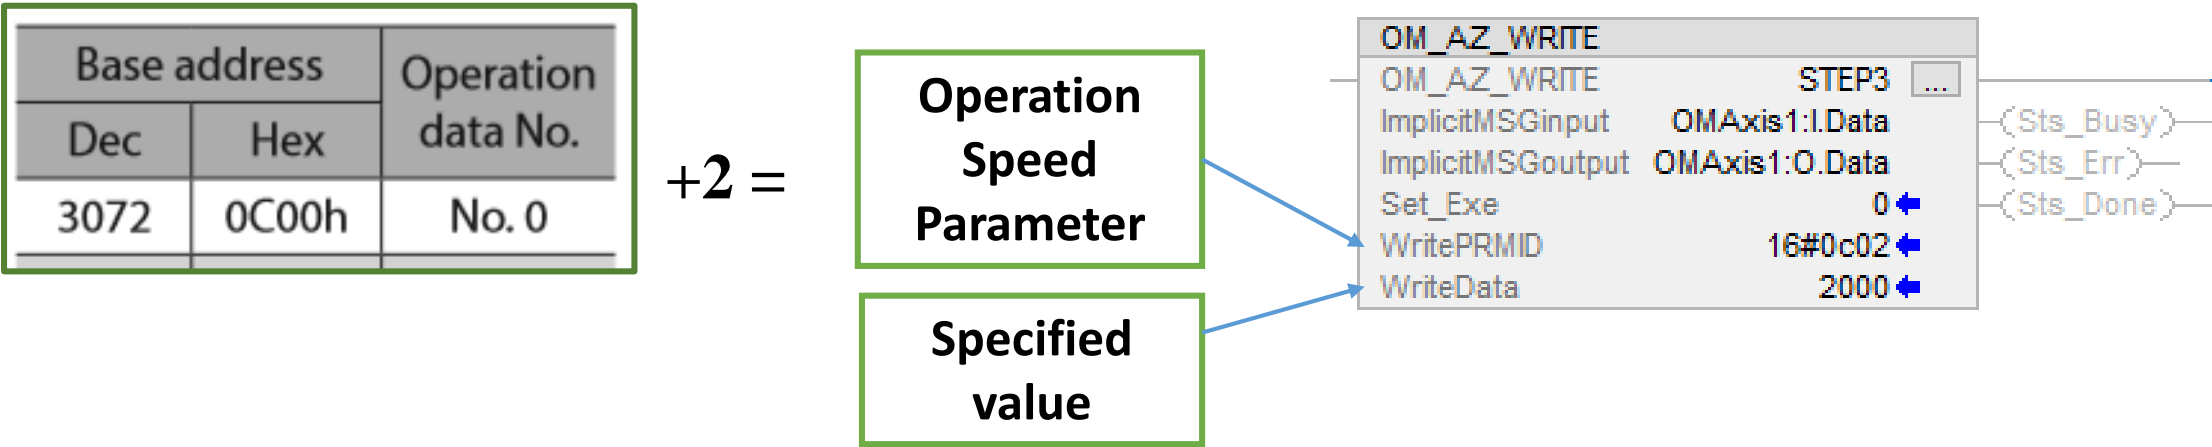 Base address
Operation data No.
Dec
Hex
3072
0C00h
No. 0
+2 =
Operation
Speed
Parameter
Specified
value
OM_AZ_WRITE
OM_AZ_WRITE STEP3 ...
ImplicitMSGinput OMAxis1:I.Data
ImplicitMSGoutput OMAxis1:O.Data
Set_Exe 0
WritePRMID 16#0c02
WriteData 2000
(Sts_Busy)
(Sts_Err)
(Sts_Done)